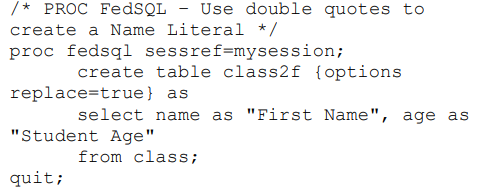 /* PROC FedSQL - Use double quotes to
create a Name Literal */
proc fedsql sessref=mysession;
      create table class2f {options
replace=true} as
      select name as "First Name", age as
"Student Age"
      from class;
quit;